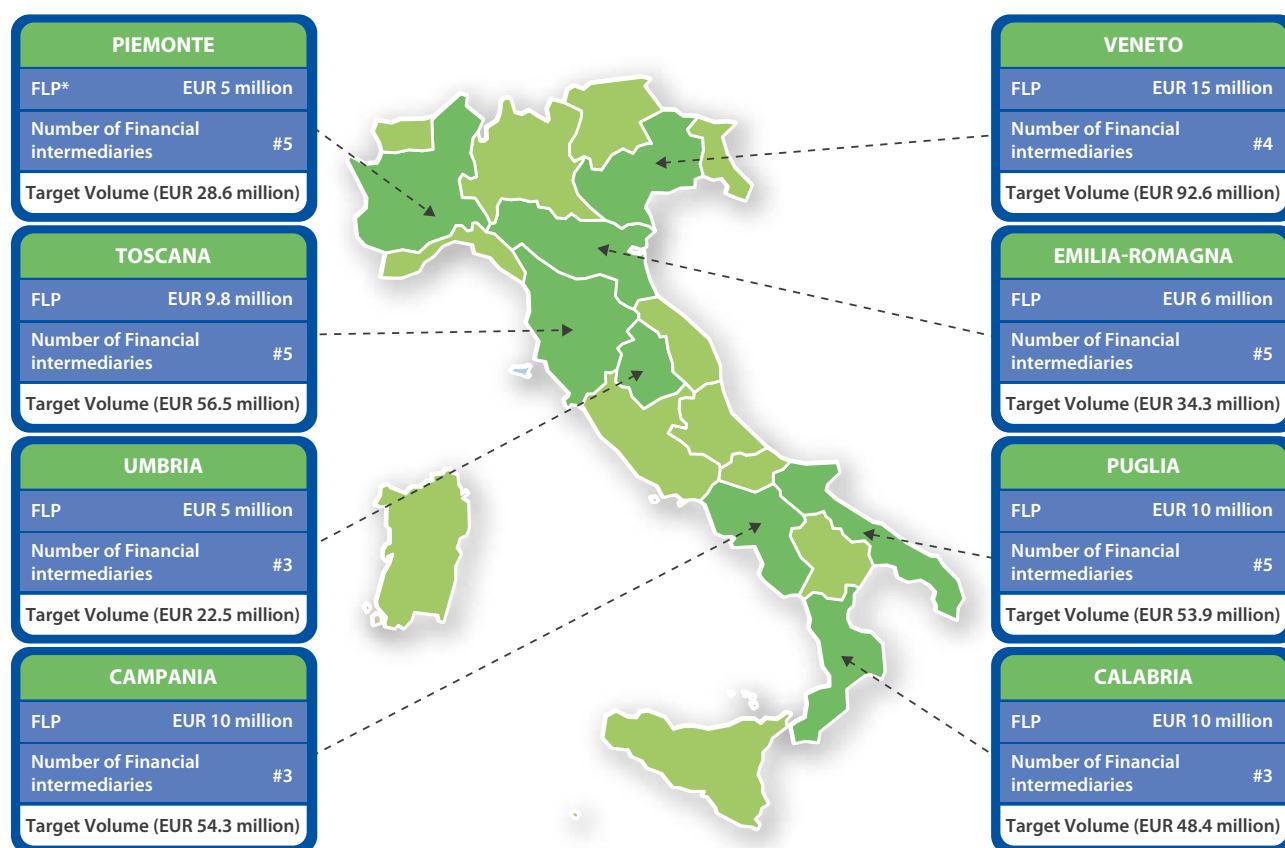 PIEMONTE
FLP* EUR 5 million
Number of Financial
intermediaries #5
Target Volume (EUR 28.6 million)
TOSCANA
FLP EUR 9.8 million
Number of Financial
intermediaries #5
Target Volume (EUR 56.5 million)
UMBRIA
FLP EUR 5 million
Number of Financial
intermediaries #3
Target Volume (EUR 22.5 million)
CAMPANIA
FLP EUR 10 million
Number of Financial
intermediaries #3
Target Volume (EUR 54.3 million)
VENETO
FLP EUR 15 million
Number of Financial
intermediaries #4
Target Volume (EUR 92.6 million)
EMILIA-ROMAGNA
FLP EUR 6 million
Number of Financial
intermediaries #5
Target Volume (EUR 34.3 million)
PUGLIA
FLP EUR 10 million
Number of Financial
intermediaries #5
Target Volume (EUR 53.9 million)
CALABRIA
FLP EUR 10 million
Number of Financial
intermediaries #3
Target Volume (EUR 48.4 million)